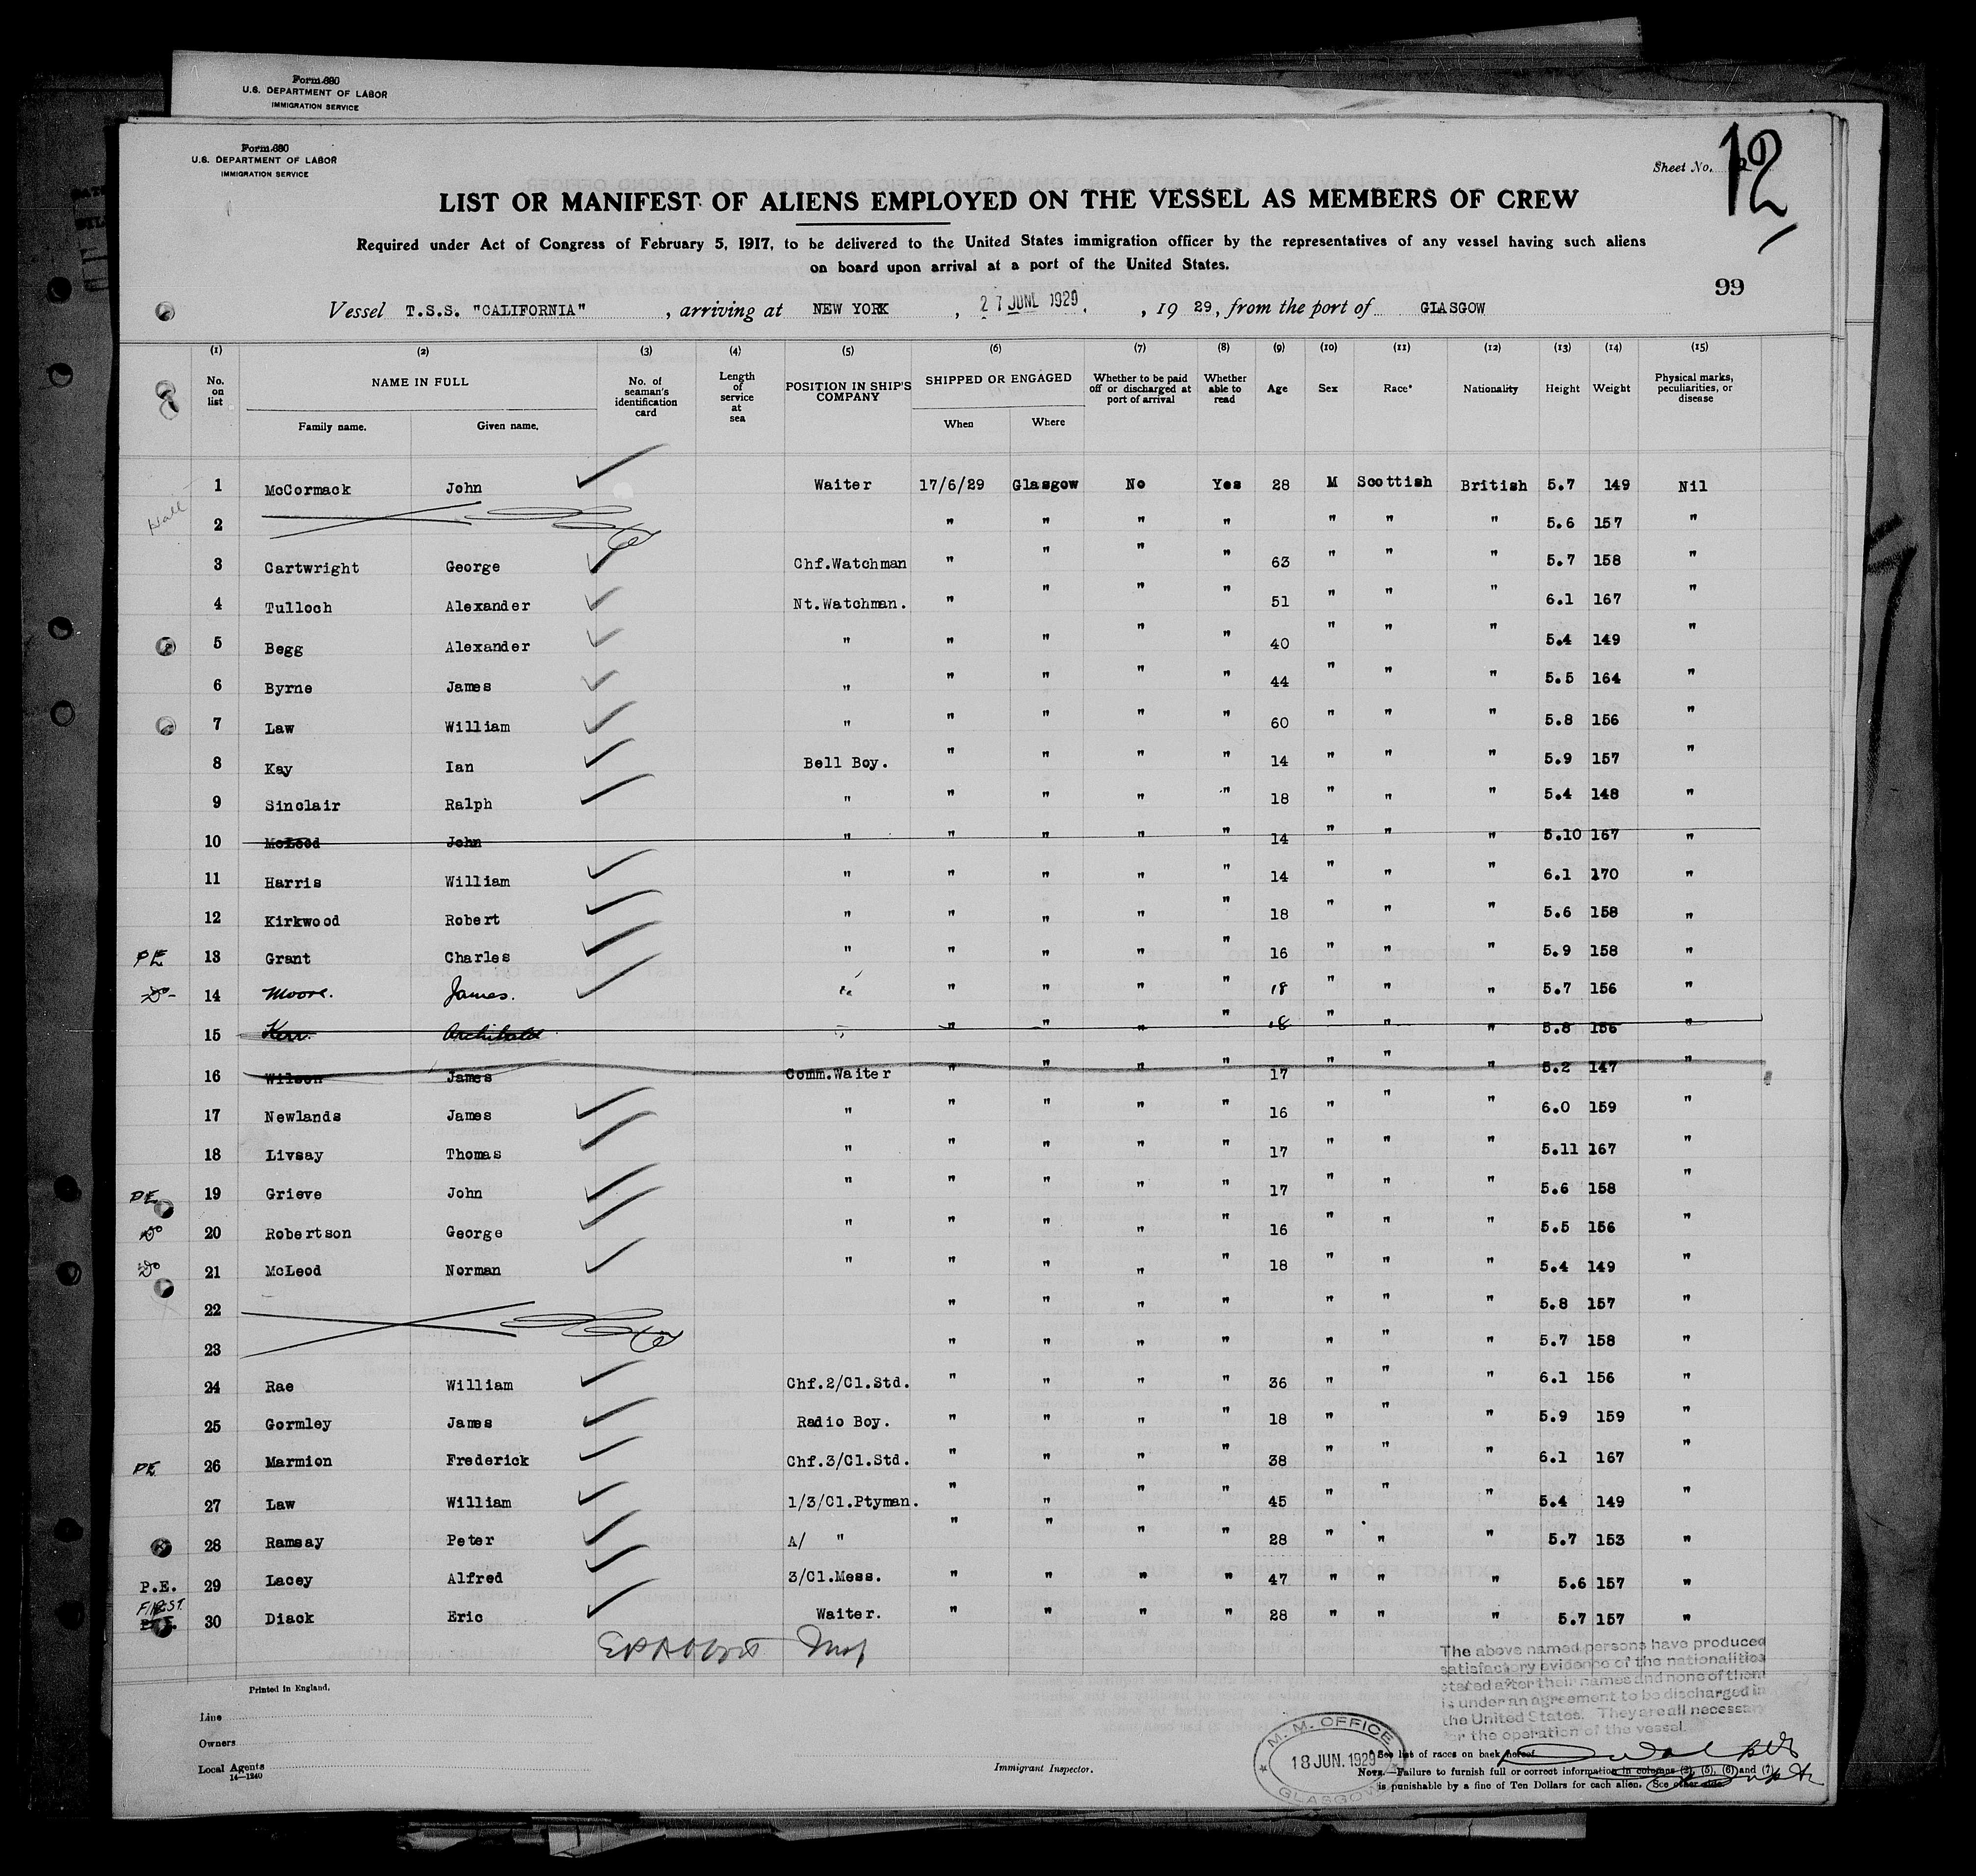 Form 680
U.S. DEPARTMENT OF LABOR
IMMIGRATION SERVICE
Form 680
U.S. DEPARTMENT OF LABOR
IMMIGRATION SERVICE
Sheet No. 12
LIST OR MANIFEST OF ALIENS EMPLOYED ON THE VESSEL AS MEMBERS OF CREW
Required under Act of Congress of February 5, 1917, to be delivered to the United States immigration officer by the representatives of any vessel having such aliens
on board upon arrival at a port of the United States.
99
Vessel T.S.S. "CALIFORNIA", arriving at NEW YORK, 27 JUNE 1929, 1929, from the port of GLASGOW
(1) (2) (3) (4) (5) (6) (7) (8) (9) (10) (11) (12) (13) (14) (15)
No. on list NAME IN FULL Family name. Given name. No. of seaman's identification card Length of service at sea POSITION IN SHIP'S COMPANY SHIPPED OR ENGAGED When Where Whether to be paid off or discharged at port of arrival Whether able to read Age Sex Race* Nationality Height Weight Physical marks, peculiarities, or disease
1 McCormack John Waiter 17/6/29 Glasgow No Yes 28 M Scottish British 5.7 149 Nil
Hall 2 " " " " " " " 5.6 157 "
3 Cartwright George Chf.Watchman " " " " 63 " " " 5.7 158 "
4 Tulloch Alexander Nt.Watchman. " " " " 51 " " " 6.1 167 "
5 Begg Alexander " " " " " 40 " " " 5.4 149 "
6 Byrne James " " " " " 44 " " " 5.5 164 "
7 Law William " " " " " 60 " " " 5.8 156 "
8 Kay Ian Bell Boy. " " " " 14 " " " 5.9 157 "
9 Sinclair Ralph " " " " " 18 " " " 5.4 148 "
10 McLeod John " " " " " 14 " " " 5.10 167 "
11 Harris William " " " " " 14 " " " 6.1 170 "
12 Kirkwood Robert " " " " " 18 " " " 5.6 158 "
PE 13 Grant Charles " " " " " 16 " " " 5.9 158 "
Do 14 Moore. James. " " " " " 18 " " " 5.7 156 "
15 Kerr Archibald " " " " " 18 " " " 5.8 156 "
16 Wilson James Comm.Waiter " " " " 17 " " " 5.2 147 "
17 Newlands James " " " " " 16 " " " 6.0 159 "
18 Livsay Thomas " " " " " 17 " " " 5.11 167 "
PE 19 Grieve John " " " " " 17 " " " 5.6 158 "
Do 20 Robertson George " " " " " 16 " " " 5.5 156 "
Do 21 McLeod Norman " " " " " 18 " " " 5.4 149 "
22 " " " " " " " 5.8 157 "
23 " " " " " " " 5.7 158 "
24 Rae William Chf.2/Cl.Std. " " " " 36 " " " 6.1 156 "
25 Gormley James Radio Boy. " " " " 18 " " " 5.9 159 "
PE 26 Marmion Frederick Chf.3/Cl.Std. " " " " 38 " " " 6.1 167 "
27 Law William 1/3/Cl.Ptyman. " " " " 45 " " " 5.4 149 "
28 Ramsay Peter A/ " " " " " 28 " " " 5.7 153 "
P.E. 29 Lacey Alfred 3/Cl.Mess. " " " " 47 " " " 5.6 157 "
FIRST P.E. 30 Diack Eric Waiter. " " " " 28 " " " 5.7 157 "
The above named persons have produced
satisfactory evidence of the nationalities
stated after their names and none of them
is under an agreement to be discharged in
the United States. They are all necessary
for the operation of the vessel.
Printed in England.
Line
Owners
Local Agents
14—1240
Immigrant Inspector.
M. M. OFFICE
18 JUN. 1929
GLASGOW
* See list of races on back hereof.
NOTE.—Failure to furnish full or correct information in columns (2), (5), (6) and (7)
is punishable by a fine of Ten Dollars for each alien. See other side.